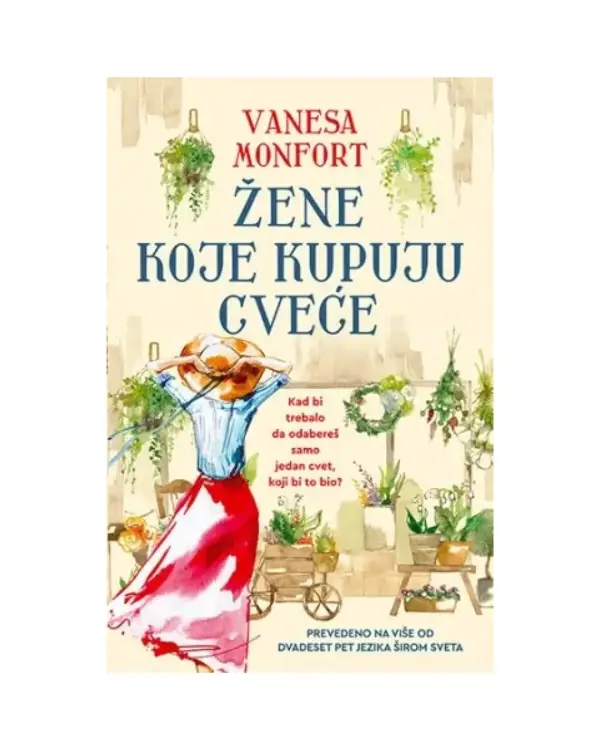 VANESA
MONFORT
ŽENE
KOJE KUPUJU
CVEĆE
Kad bi
trebalo
da odabereš
samo
jedan cvet,
koji bi to bio?
PREVEDENO NA VIŠE OD
DVADESET PET JEZIKA ŠIROM SVETA